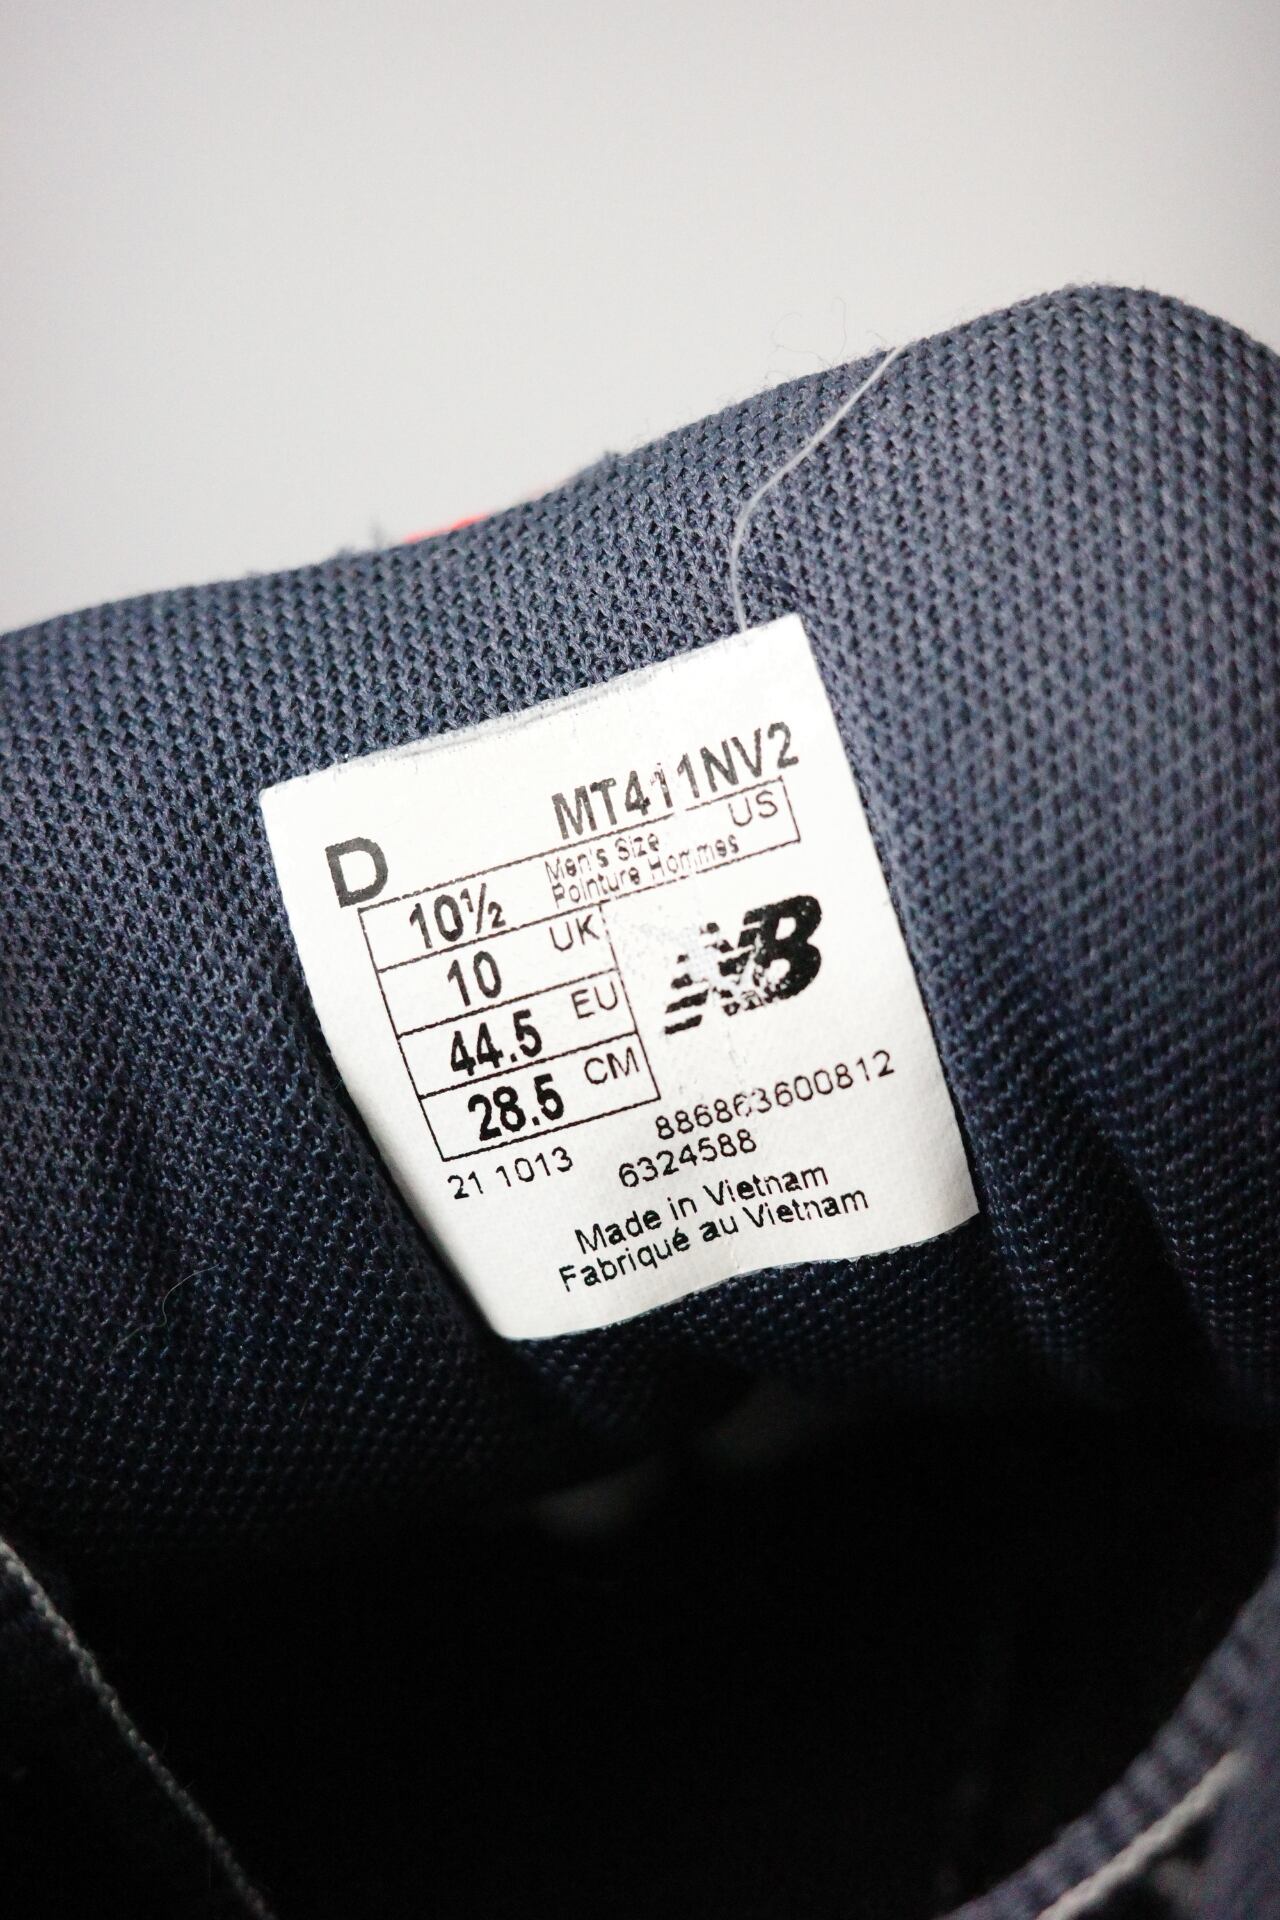 MT411NV2
D
10½ Men's Size US
Pointure Hommes
10 UK
44.5 EU
28.5 CM
NB
21 1013
886863600812
6324588
Made in Vietnam
Fabriqué au Vietnam